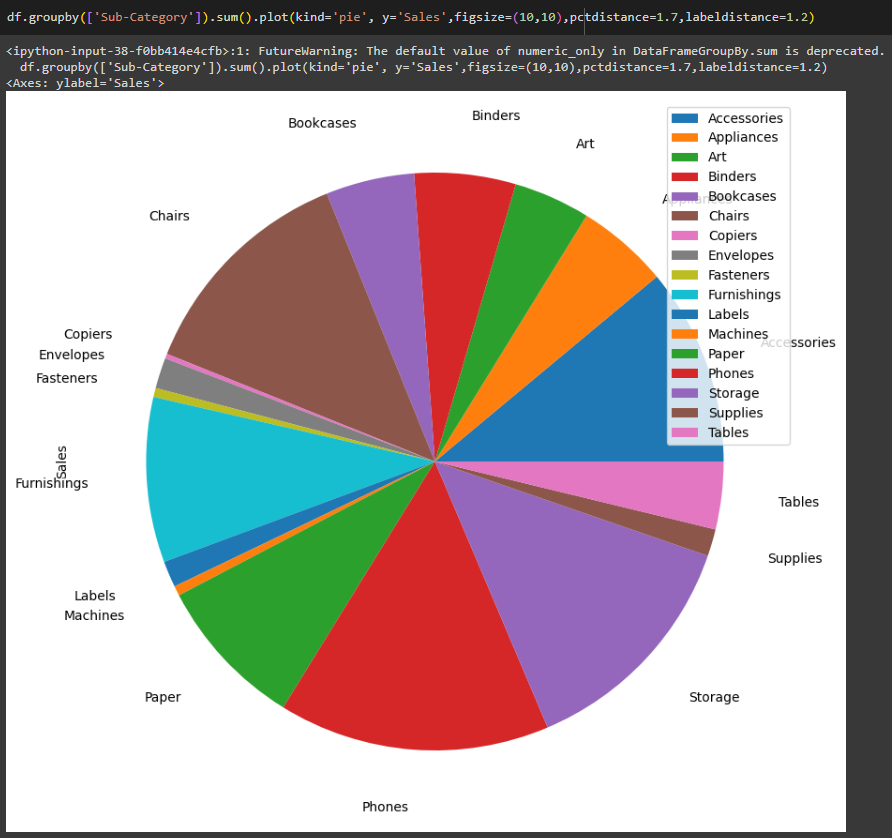 df.groupby(['Sub-Category']).sum().plot(kind='pie', y='Sales',figsize=(10,10),pctdistance=1.7,labeldistance=1.2)
<ipython-input-38-f0bb414e4cfb>:1: FutureWarning: The default value of numeric_only in DataFrameGroupBy.sum is deprecated.
df.groupby(['Sub-Category']).sum().plot(kind='pie', y='Sales',figsize=(10,10),pctdistance=1.7,labeldistance=1.2)
<Axes: ylabel='Sales'>
Binders
Bookcases
Art
Appliances
Chairs
Copiers
Envelopes
Accessories
Fasteners
Sales
Furnishings
Tables
Supplies
Labels
Machines
Paper
Storage
Phones
Accessories
Appliances
Art
Binders
Bookcases
Chairs
Copiers
Envelopes
Fasteners
Furnishings
Labels
Machines
Paper
Phones
Storage
Supplies
Tables